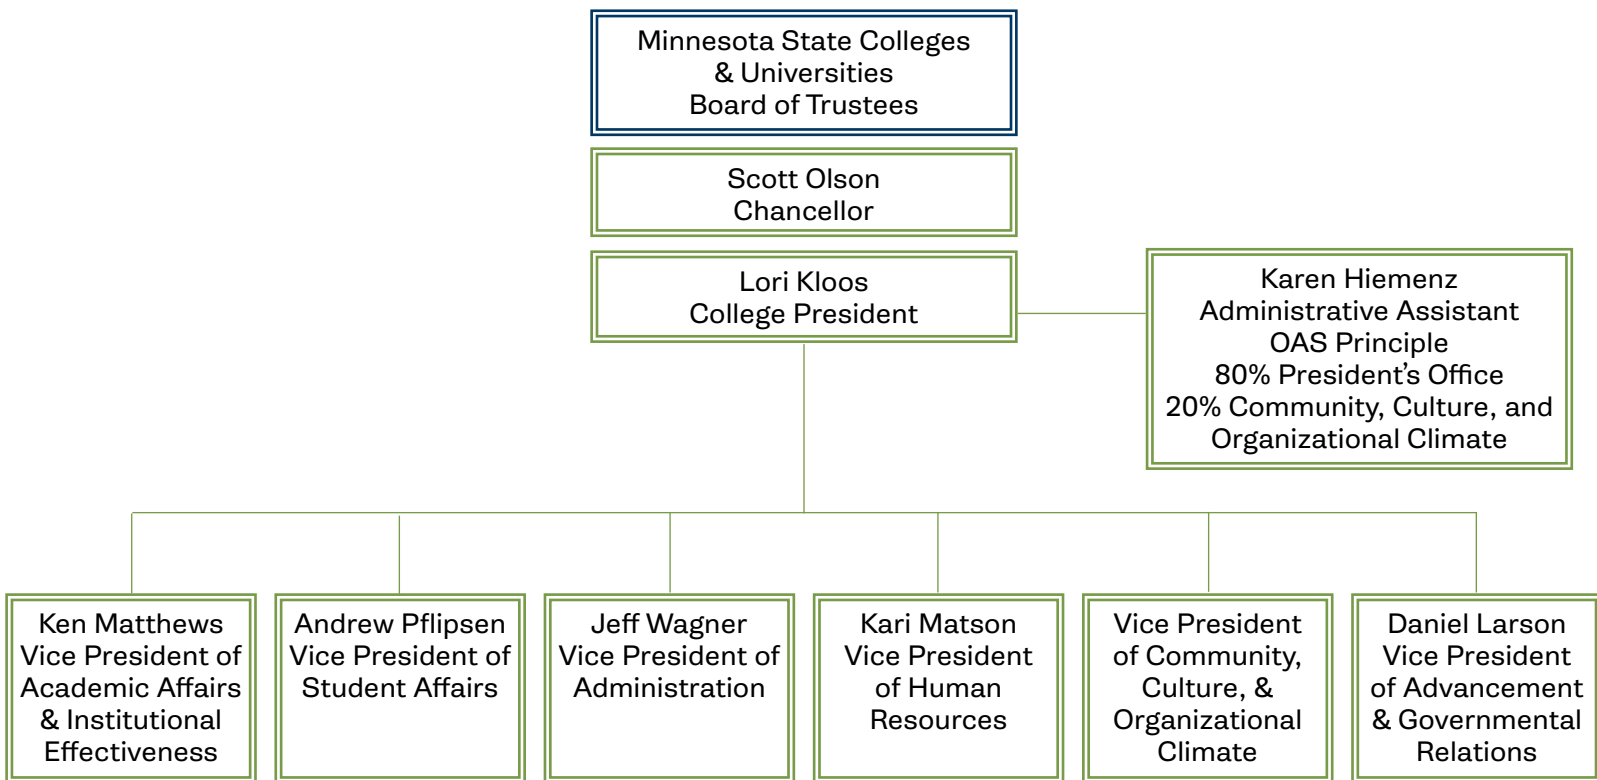 Minnesota State Colleges
& Universities
Board of Trustees
Scott Olson
Chancellor
Lori Kloos
College President
Karen Hiemenz
Administrative Assistant
OAS Principle
80% President’s Office
20% Community, Culture, and
Organizational Climate
Ken Matthews
Vice President of
Academic Affairs
& Institutional
Effectiveness
Andrew Pflipsen
Vice President of
Student Affairs
Jeff Wagner
Vice President of
Administration
Kari Matson
Vice President
of Human
Resources
Vice President
of Community,
Culture, &
Organizational
Climate
Daniel Larson
Vice President
of Advancement
& Governmental
Relations